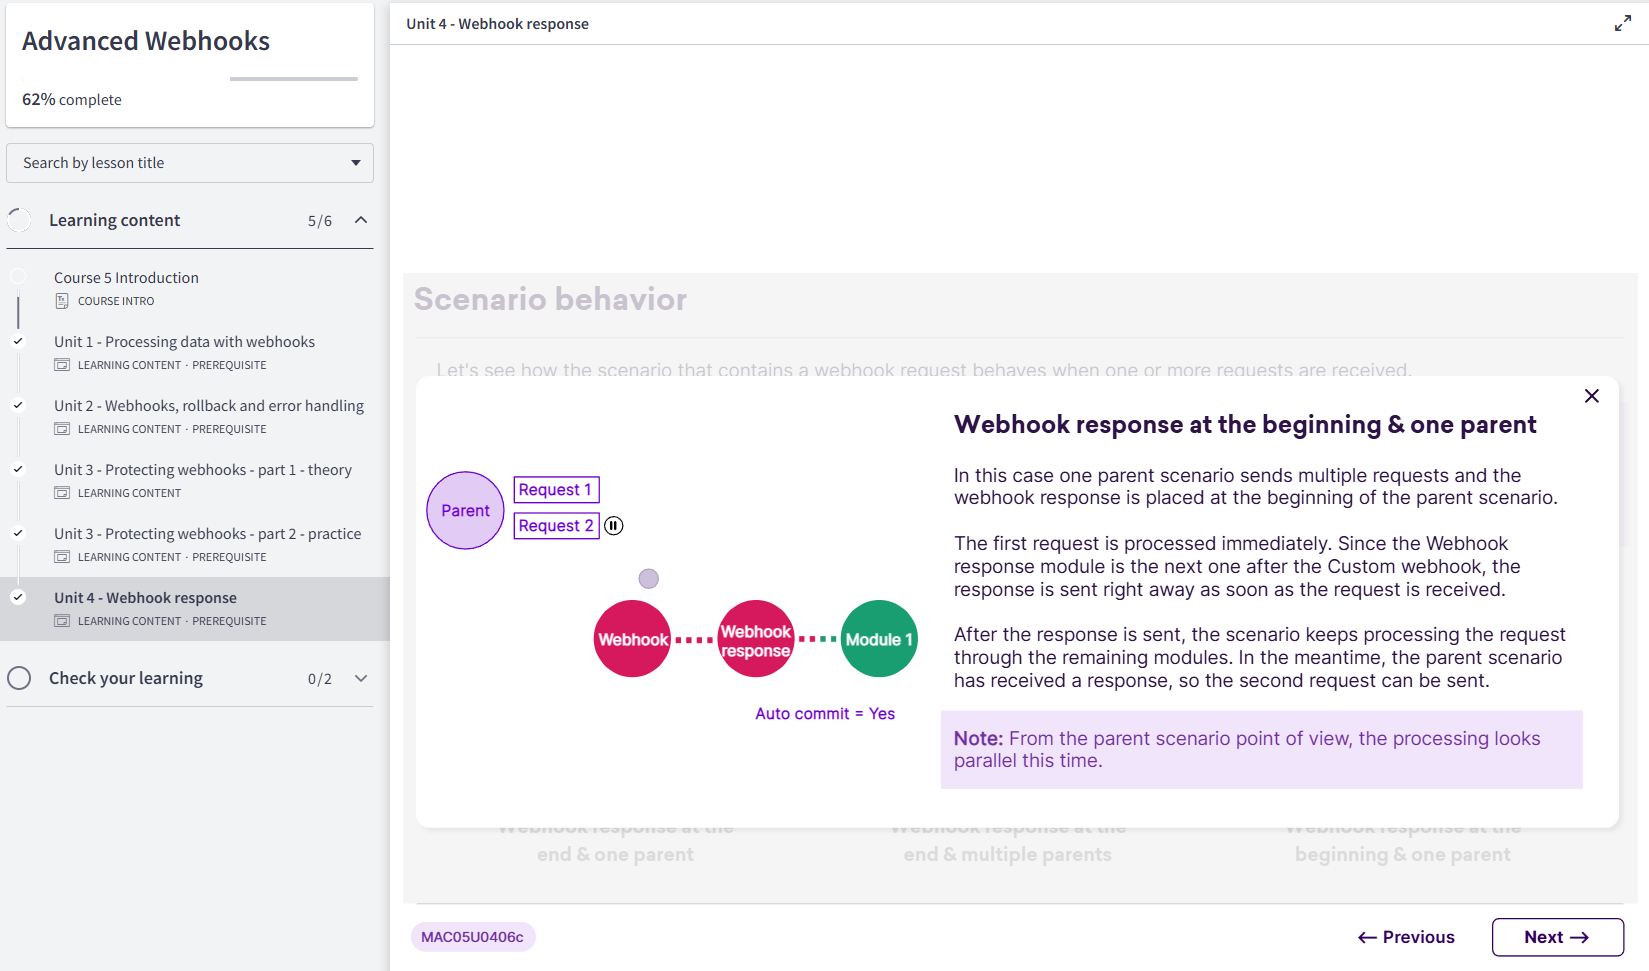 Advanced Webhooks
62% complete
Search by lesson title
Learning content 5/6
Course 5 Introduction
COURSE INTRO
Unit 1 - Processing data with webhooks
LEARNING CONTENT · PREREQUISITE
Unit 2 - Webhooks, rollback and error handling
LEARNING CONTENT · PREREQUISITE
Unit 3 - Protecting webhooks - part 1 - theory
LEARNING CONTENT
Unit 3 - Protecting webhooks - part 2 - practice
LEARNING CONTENT · PREREQUISITE
Unit 4 - Webhook response
LEARNING CONTENT · PREREQUISITE
Check your learning 0/2
Unit 4 - Webhook response
Scenario behavior
Let's see how the scenario that contains a webhook request behaves when one or more requests are received.
Parent
Request 1
Request 2
Webhook
Webhook
response
Module 1
Auto commit = Yes
Webhook response at the beginning & one parent
In this case one parent scenario sends multiple requests and the
webhook response is placed at the beginning of the parent scenario.
The first request is processed immediately. Since the Webhook
response module is the next one after the Custom webhook, the
response is sent right away as soon as the request is received.
After the response is sent, the scenario keeps processing the request
through the remaining modules. In the meantime, the parent scenario
has received a response, so the second request can be sent.
Note: From the parent scenario point of view, the processing looks
parallel this time.
Webhook response at the
end & one parent
Webhook response at the
end & multiple parents
Webhook response at the
beginning & one parent
MAC05U0406c
← Previous
Next →